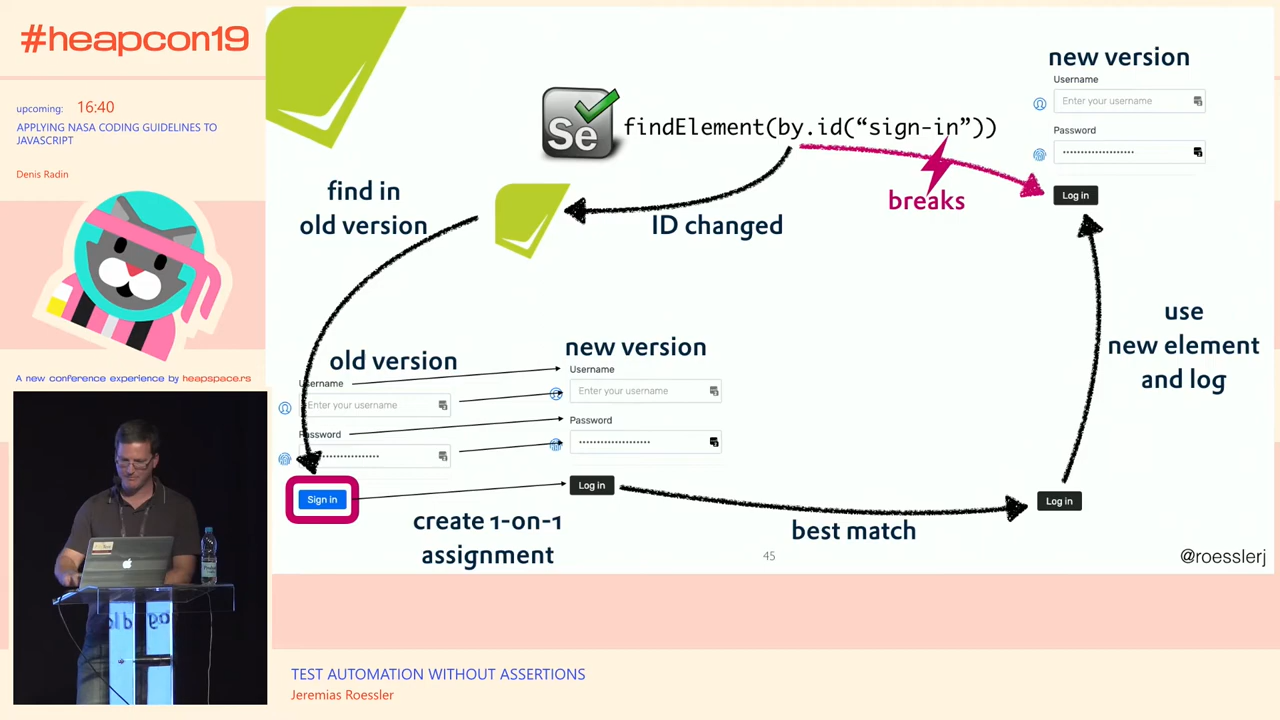 #heapcon19
upcoming: 16:40
APPLYING NASA CODING GUIDELINES TO
JAVASCRIPT
Denis Radin
A new conference experience by heapspace.rs
new version
Username
Enter your username
Password
Log in
Se
findElement(by.id(“sign-in”))
breaks
ID changed
find in
old version
old version
Username
Enter your username
Password
Sign in
new version
Username
Enter your username
Password
Log in
create 1-on-1
assignment
best match
Log in
use
new element
and log
45
@roesslerj
TEST AUTOMATION WITHOUT ASSERTIONS
Jeremias Roessler